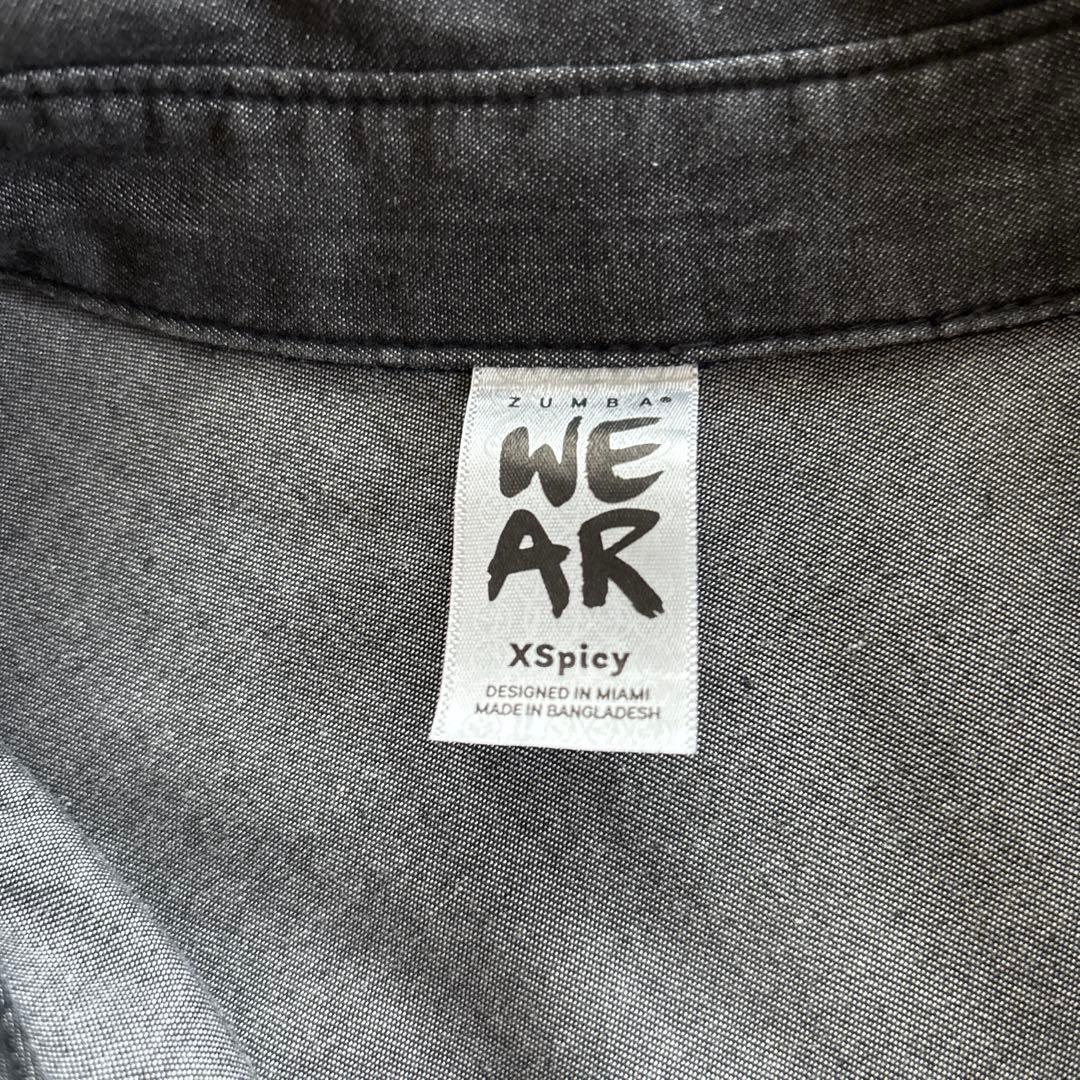 ZUMBA®
WE
AR
XSpicy
DESIGNED IN MIAMI
MADE IN BANGLADESH